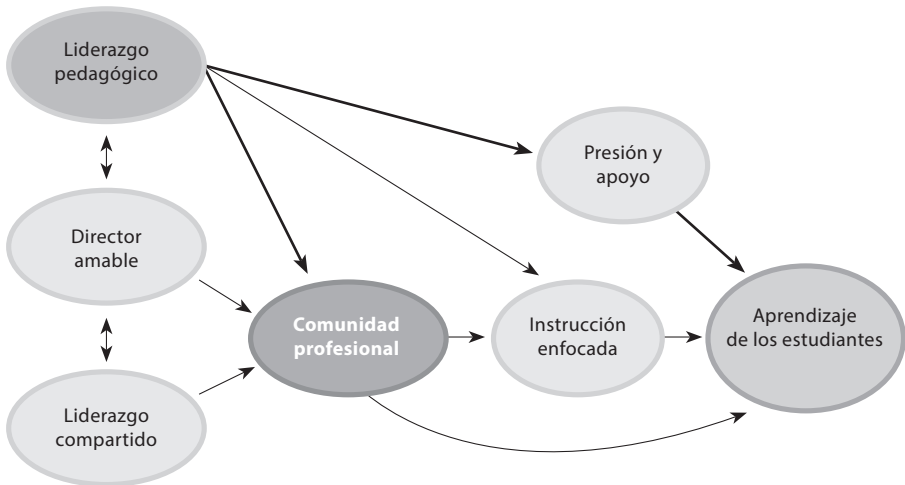 Liderazgo
pedagógico
Presión y
apoyo
Director
amable
Comunidad
profesional
Instrucción
enfocada
Aprendizaje
de los estudiantes
Liderazgo
compartido